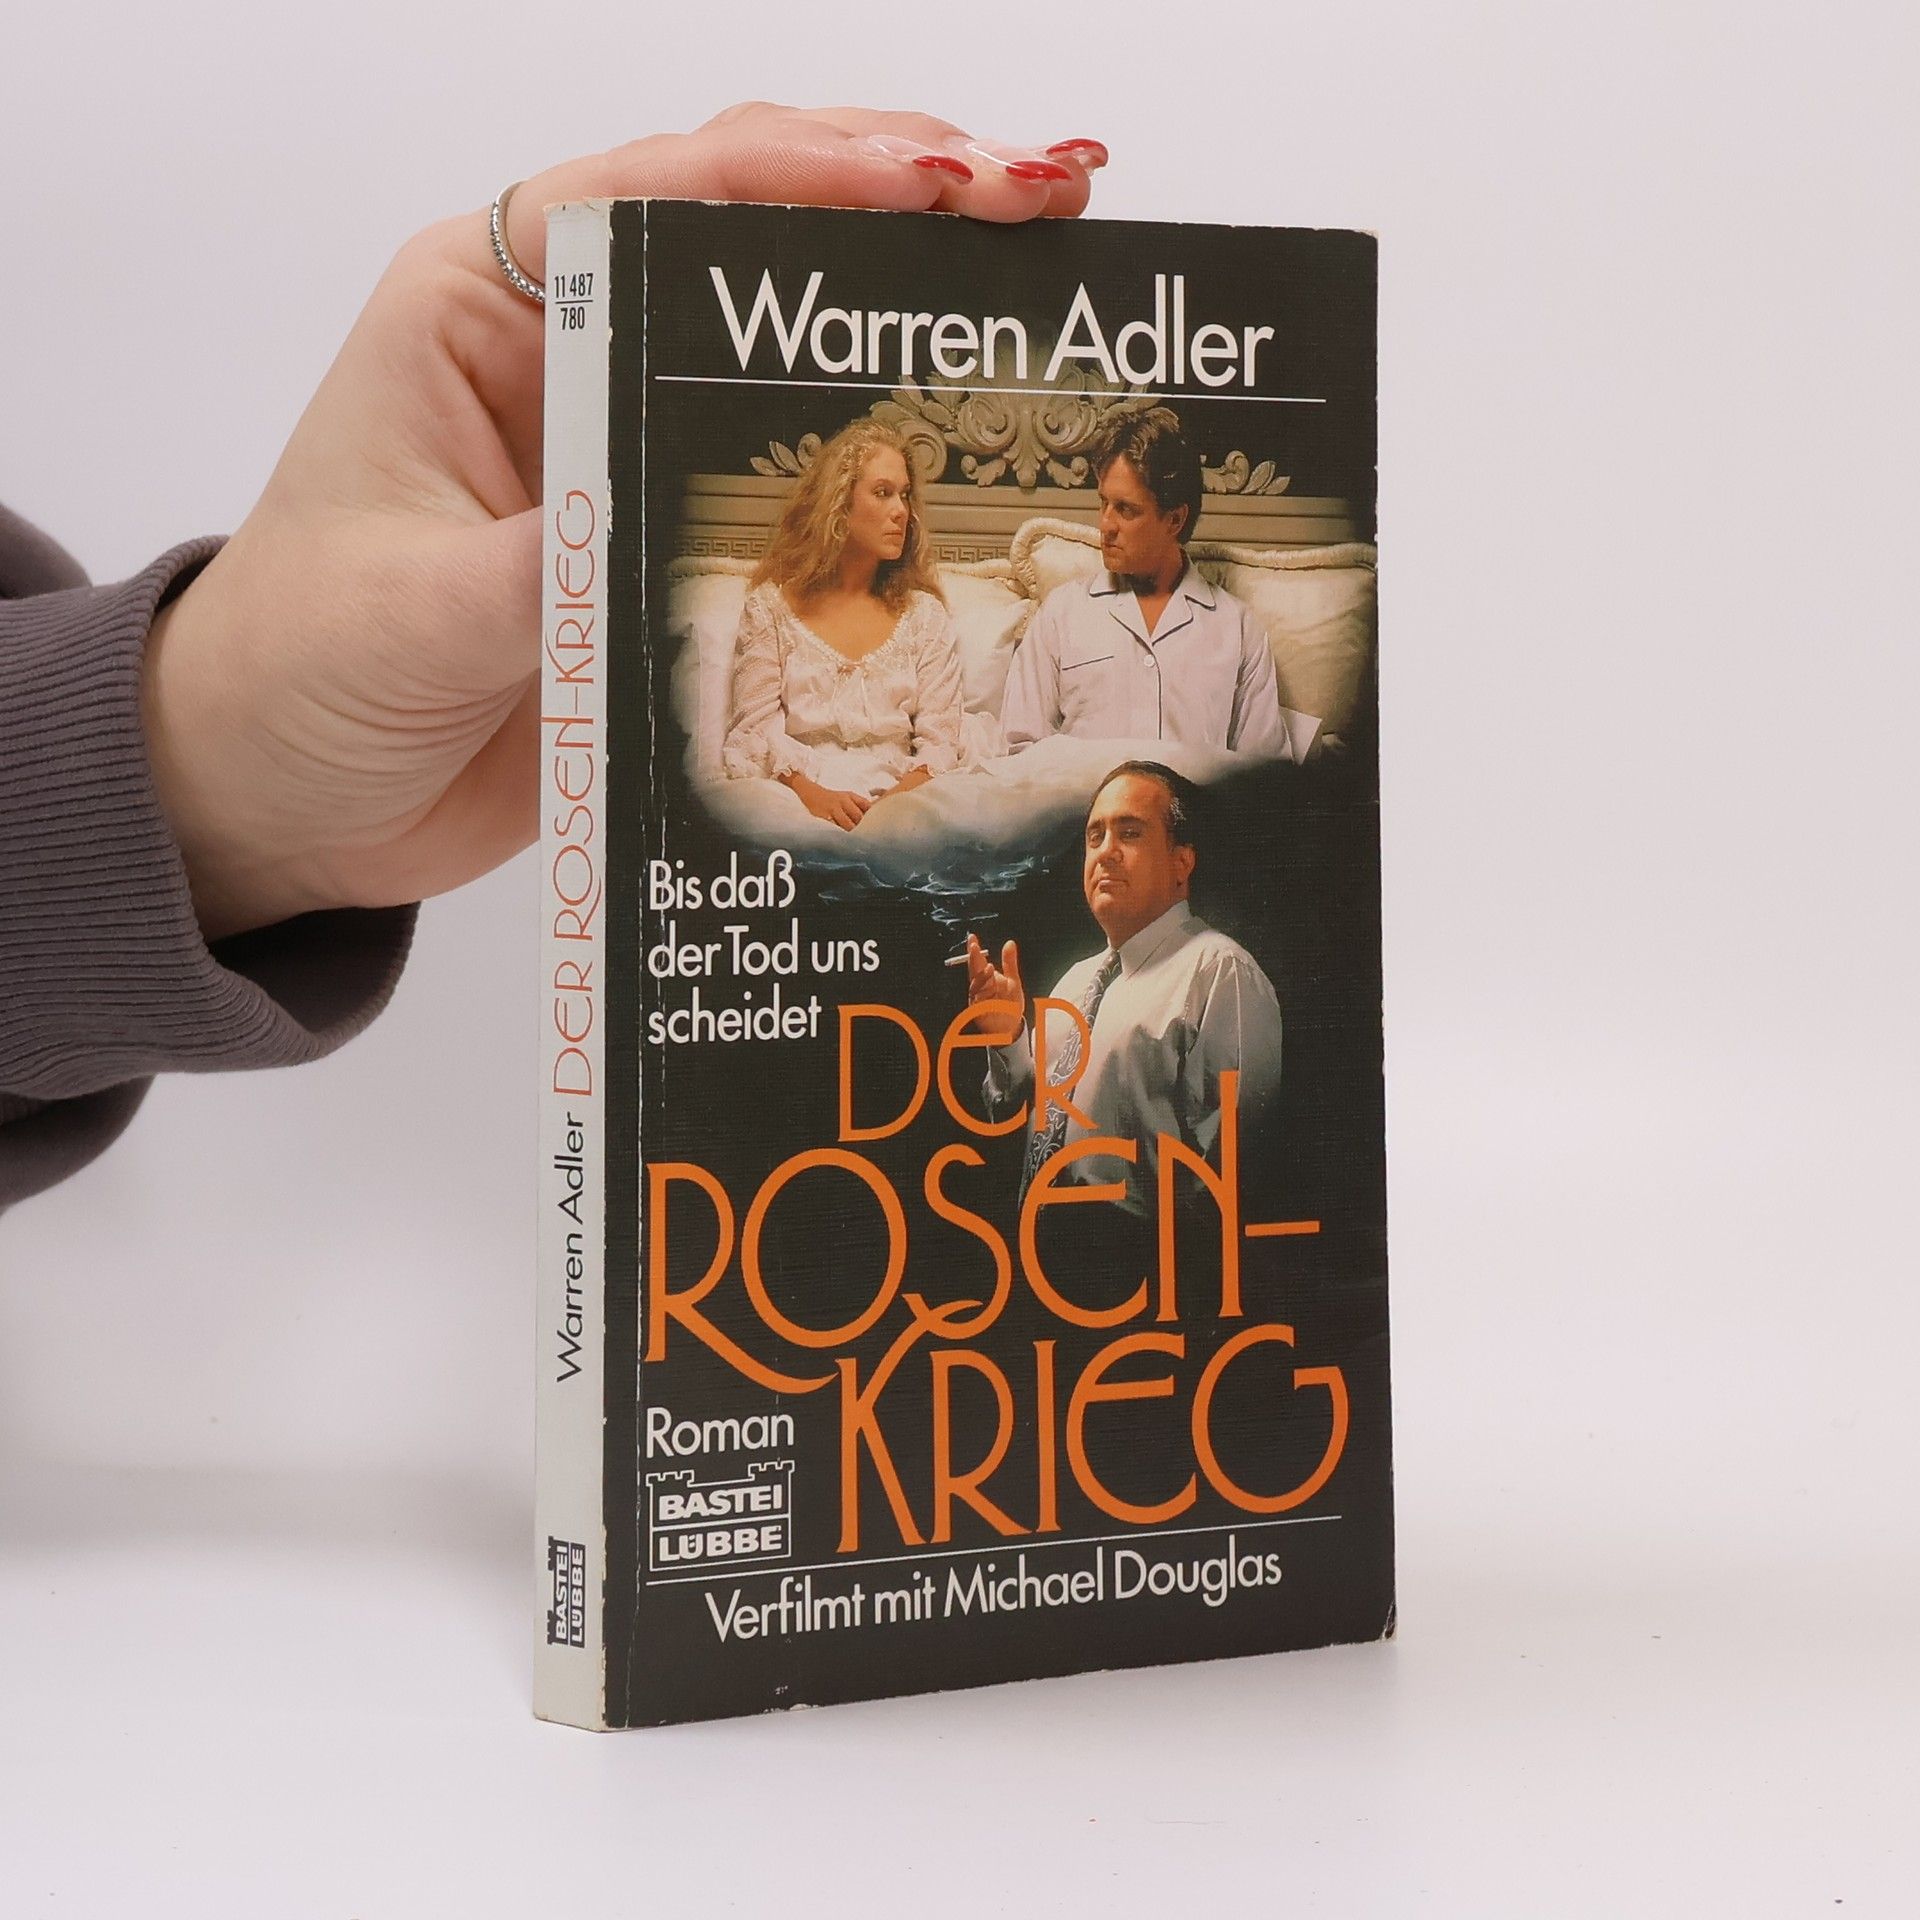 11 487
780
Warren Adler DER ROSEN-KRIEG
BASTEI
LÜBBE
Warren Adler
Bis daß
der Tod uns
scheidet
DER
ROSEN-
KRIEG
Roman
BASTEI
LÜBBE
Verfilmt mit Michael Douglas